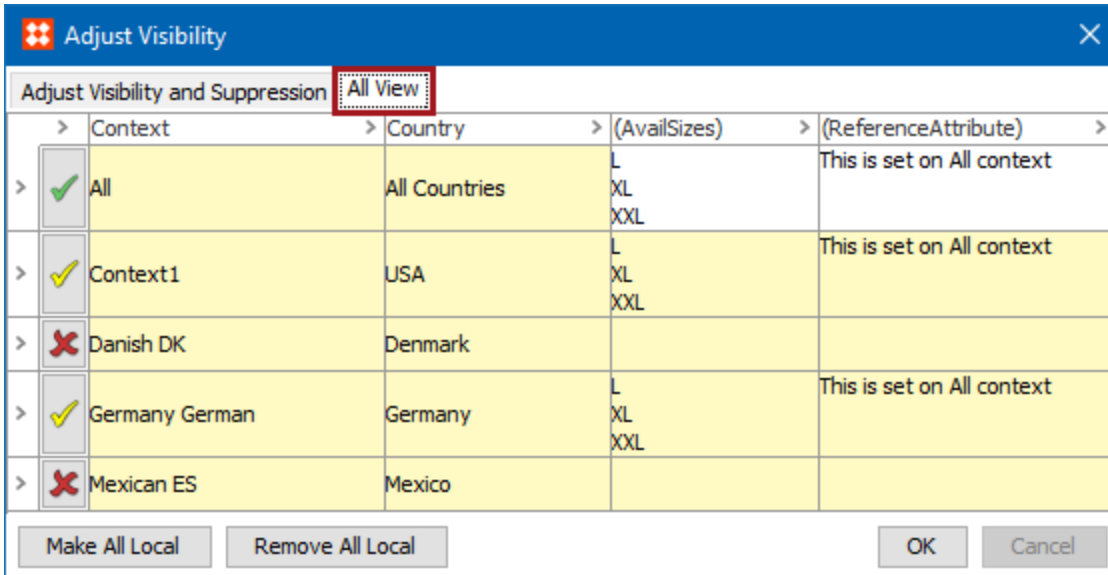 Adjust Visibility
Adjust Visibility and Suppression All View
Context Country (AvailSizes) (ReferenceAttribute)
All All Countries L This is set on All context
XL
XXL
Context1 USA L This is set on All context
XL
XXL
Danish DK Denmark
Germany German Germany L This is set on All context
XL
XXL
Mexican ES Mexico
Make All Local Remove All Local OK Cancel